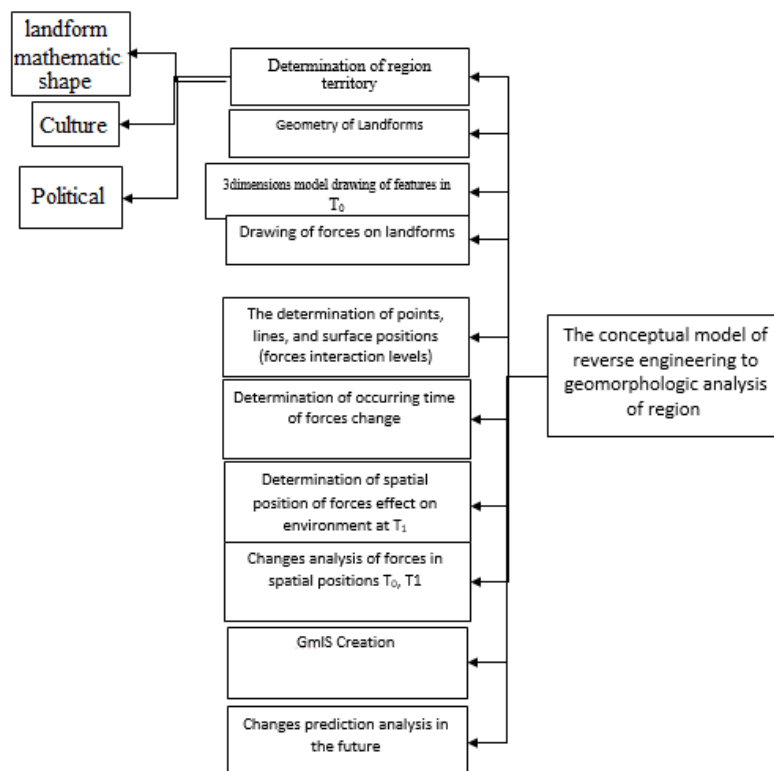 landform
mathematic
shape
Culture
Political
Determination of region
territory
Geometry of Landforms
3dimensions model drawing of features in
T₀
Drawing of forces on landforms
The determination of points,
lines, and surface positions
(forces interaction levels)
Determination of occurring time
of forces change
Determination of spatial
position of forces effect on
environment at T₁
Changes analysis of forces in
spatial positions T₀, T1
GmIS Creation
Changes prediction analysis in
the future
The conceptual model of
reverse engineering to
geomorphologic analysis
of region